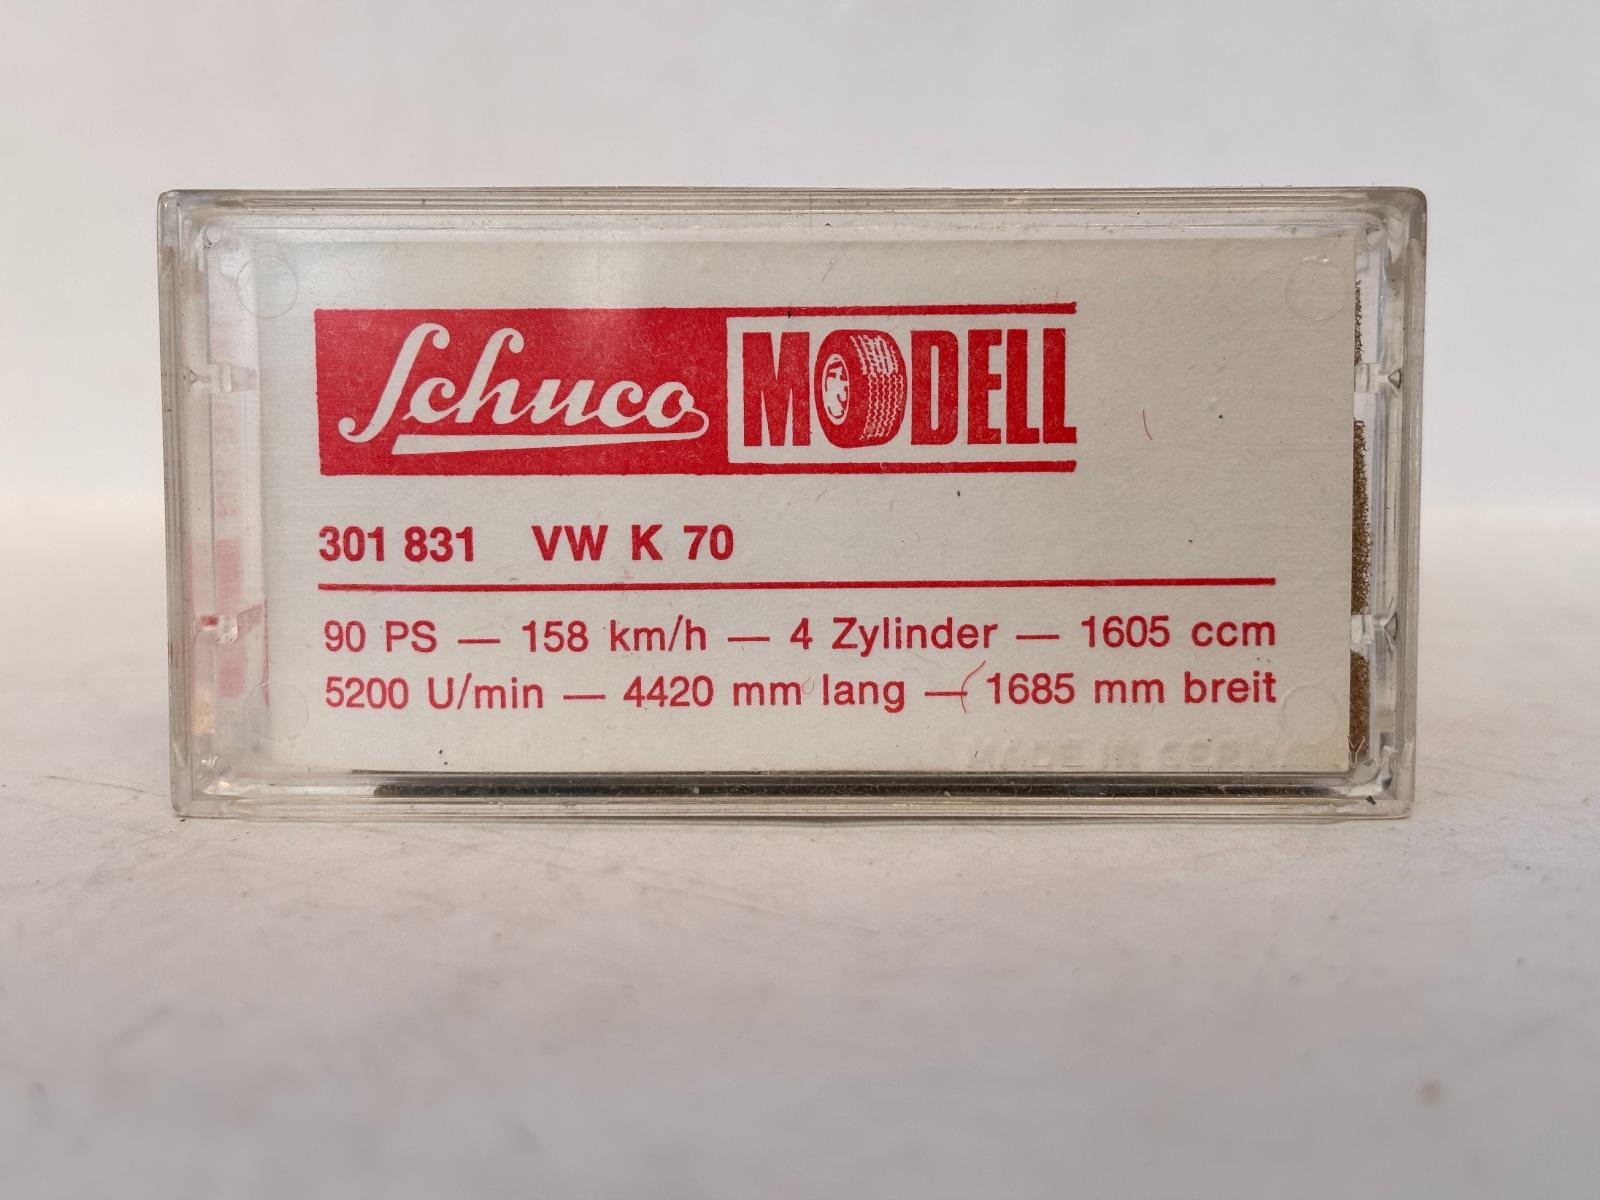 Schuco MODELL
301 831 VW K 70
90 PS — 158 km/h — 4 Zylinder — 1605 ccm
5200 U/min — 4420 mm lang — 1685 mm breit
MADE IN GERMANY